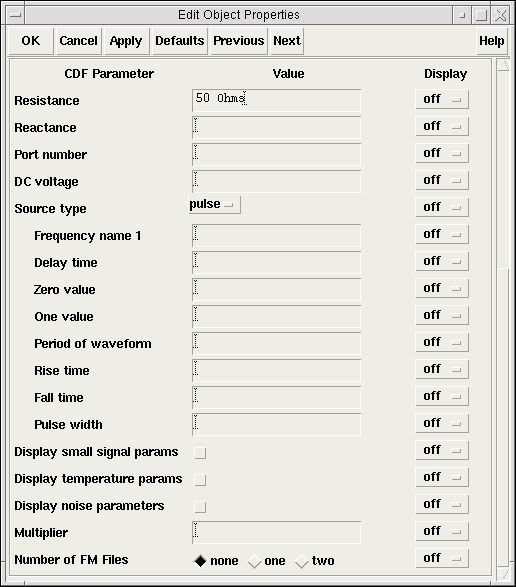 Edit Object Properties
OK Cancel Apply Defaults Previous Next Help
CDF Parameter Value Display
Resistance 50 Ohms off
Reactance off
Port number off
DC voltage off
Source type pulse off
Frequency name 1 off
Delay time off
Zero value off
One value off
Period of waveform off
Rise time off
Fall time off
Pulse width off
Display small signal params off
Display temperature params off
Display noise parameters off
Multiplier off
Number of FM Files none one two off